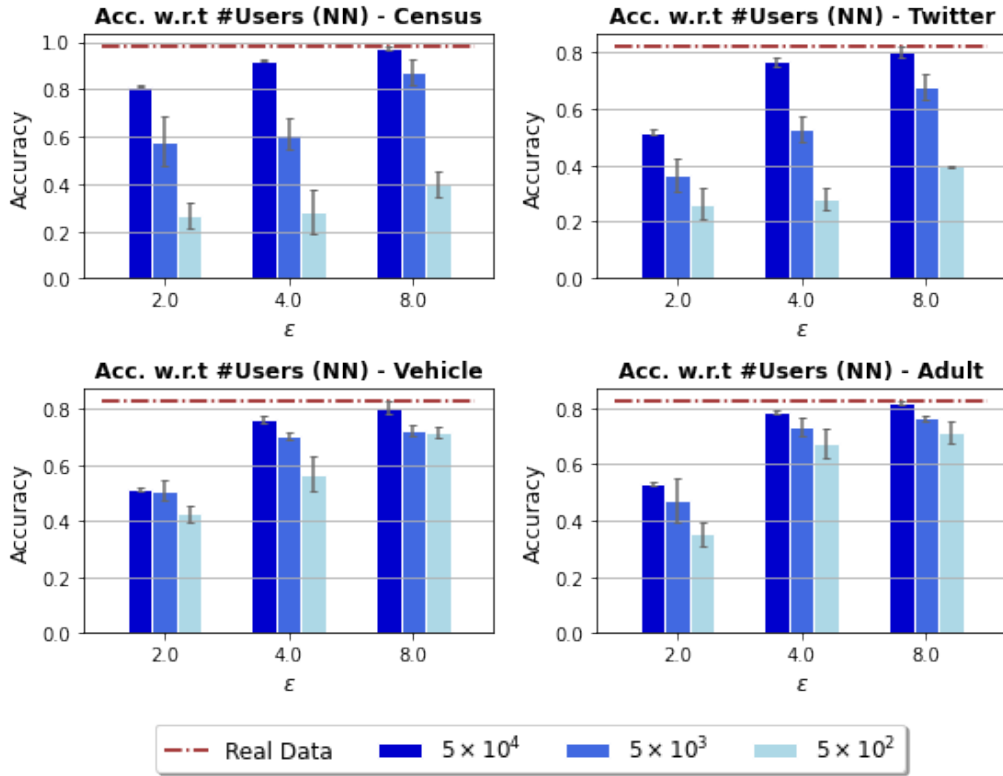 Acc. w.r.t #Users (NN) - Census
1.0
0.8
0.6
0.4
0.2
0.0
Accuracy
2.0 4.0 8.0
ε
Acc. w.r.t #Users (NN) - Twitter
0.8
0.6
0.4
0.2
0.0
Accuracy
2.0 4.0 8.0
ε
Acc. w.r.t #Users (NN) - Vehicle
0.8
0.6
0.4
0.2
0.0
Accuracy
2.0 4.0 8.0
ε
Acc. w.r.t #Users (NN) - Adult
0.8
0.6
0.4
0.2
0.0
Accuracy
2.0 4.0 8.0
ε
Real Data 5 × 10⁴ 5 × 10³ 5 × 10²